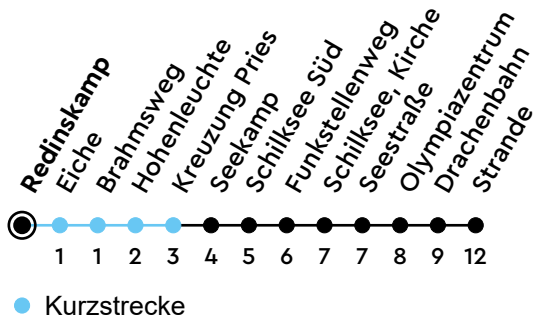 Redinskamp
Eiche
Brahmsweg
Hohenleuchte
Kreuzung Pries
Seekamp
Schilksee Süd
Funkstellenweg
Schilksee, Kirche
Seestraße
Olympiazentrum
Drachenbahn
Strande
1 1 2 3 4 5 6 7 7 8 9 12
Kurzstrecke